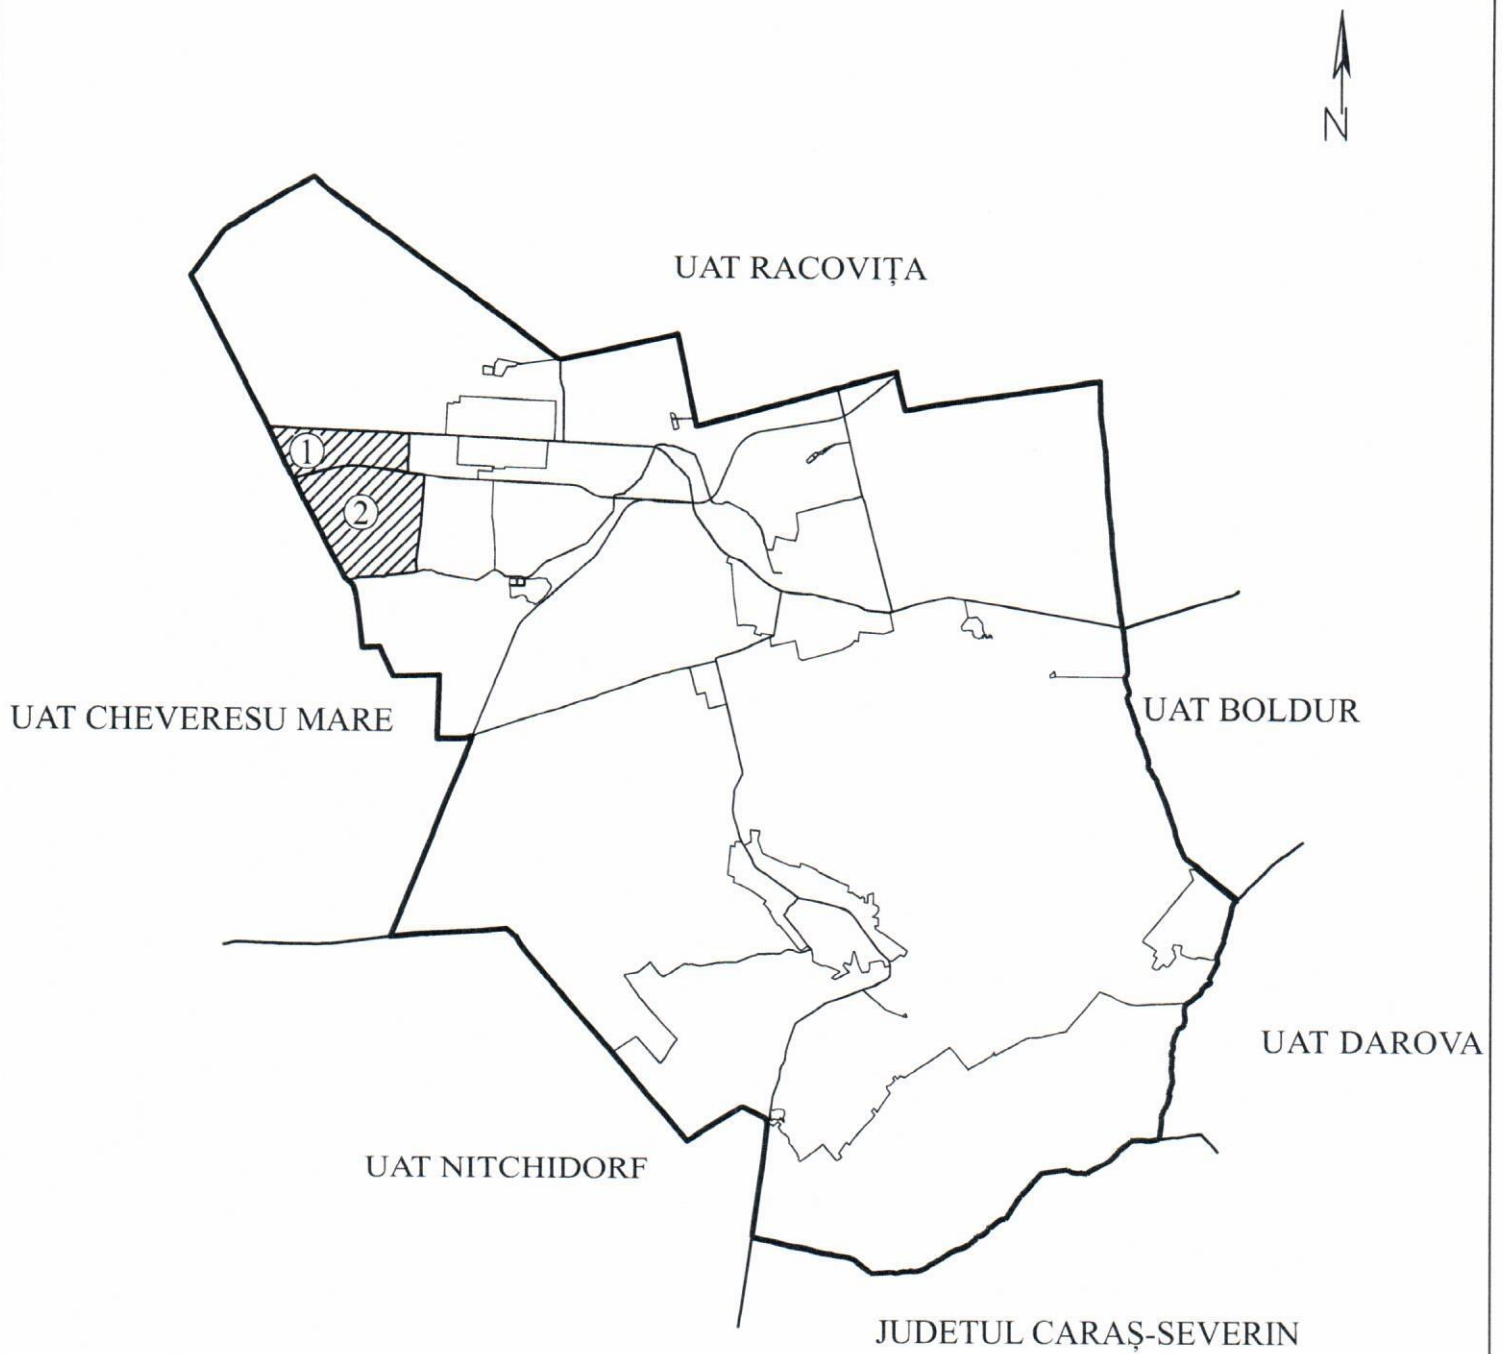 N
UAT RACOVIȚA
1
2
UAT CHEVERESU MARE
UAT BOLDUR
UAT DAROVA
UAT NITCHIDORF
JUDETUL CARAȘ-SEVERIN